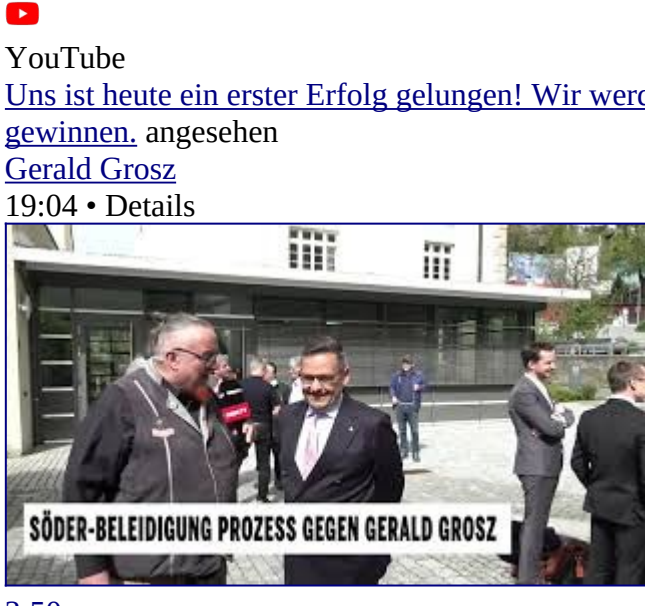 YouTube
Uns ist heute ein erster Erfolg gelungen! Wir werd
gewinnen. angesehen
Gerald Grosz
19:04 • Details
SÖDER-BELEIDIGUNG PROZESS GEGEN GERALD GROSZ